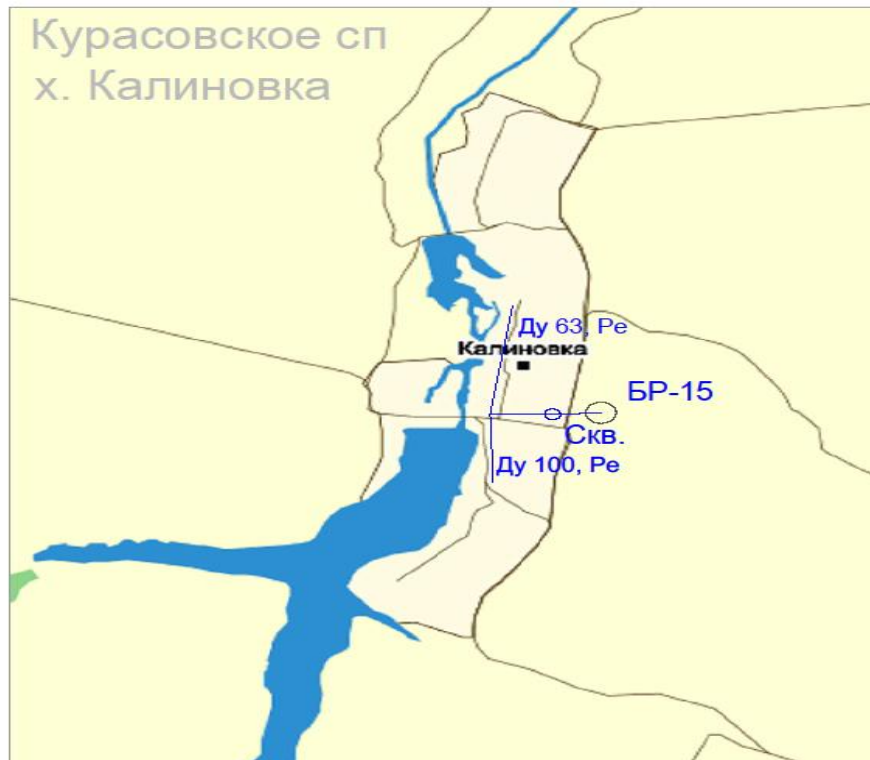 Курасовское сп
х. Калиновка
Ду 63, Ре
Калиновка
БР-15
Скв.
Ду 100, Ре